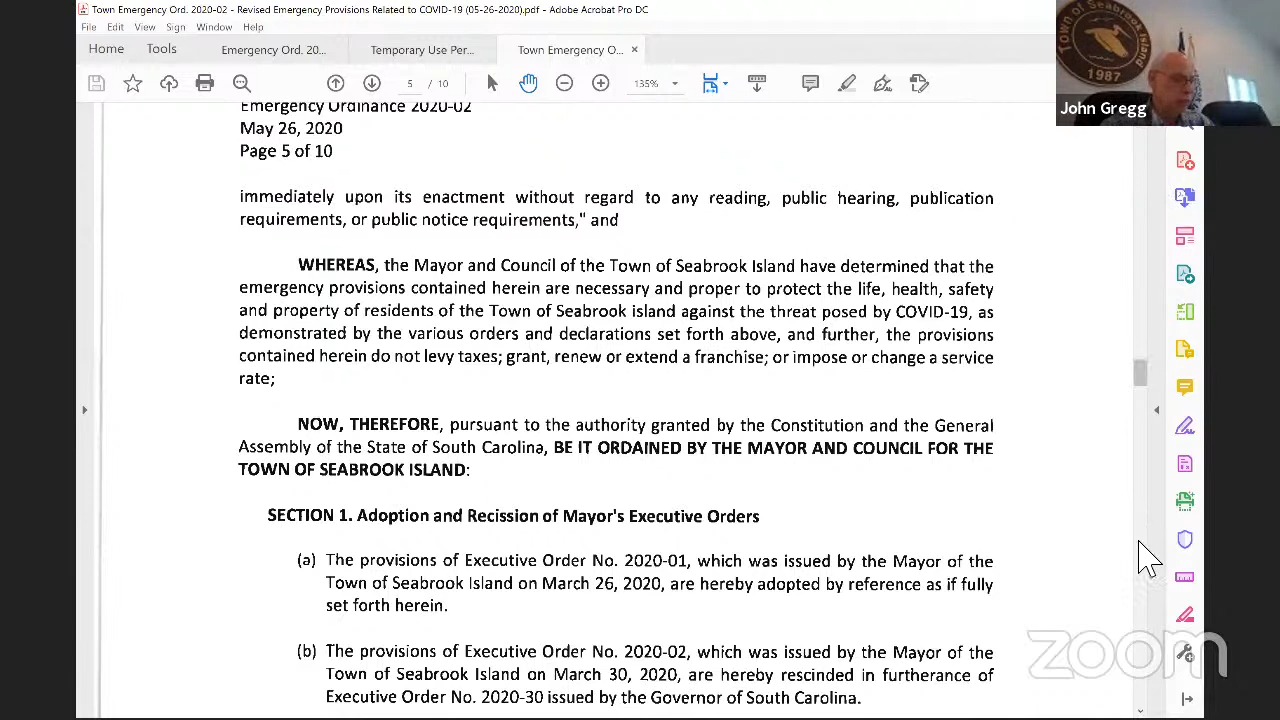 Town Emergency Ord. 2020-02 - Revised Emergency Provisions Related to COVID-19 (05-26-2020).pdf - Adobe Acrobat Pro DC
File Edit View Sign Window Help
Home Tools Emergency Ord. 20... Temporary Use Per... Town Emergency O... ×
5 / 10 135%
Town of Seabrook Island
1987
John Gregg
Emergency Ordinance 2020-02
May 26, 2020
Page 5 of 10
immediately upon its enactment without regard to any reading, public hearing, publication
requirements, or public notice requirements," and
WHEREAS, the Mayor and Council of the Town of Seabrook Island have determined that the
emergency provisions contained herein are necessary and proper to protect the life, health, safety
and property of residents of the Town of Seabrook island against the threat posed by COVID-19, as
demonstrated by the various orders and declarations set forth above, and further, the provisions
contained herein do not levy taxes; grant, renew or extend a franchise; or impose or change a service
rate;
NOW, THEREFORE, pursuant to the authority granted by the Constitution and the General
Assembly of the State of South Carolina, BE IT ORDAINED BY THE MAYOR AND COUNCIL FOR THE
TOWN OF SEABROOK ISLAND:
SECTION 1. Adoption and Recission of Mayor's Executive Orders
(a) The provisions of Executive Order No. 2020-01, which was issued by the Mayor of the
Town of Seabrook Island on March 26, 2020, are hereby adopted by reference as if fully
set forth herein.
(b) The provisions of Executive Order No. 2020-02, which was issued by the Mayor of the
Town of Seabrook Island on March 30, 2020, are hereby rescinded in furtherance of
Executive Order No. 2020-30 issued by the Governor of South Carolina.
zoom